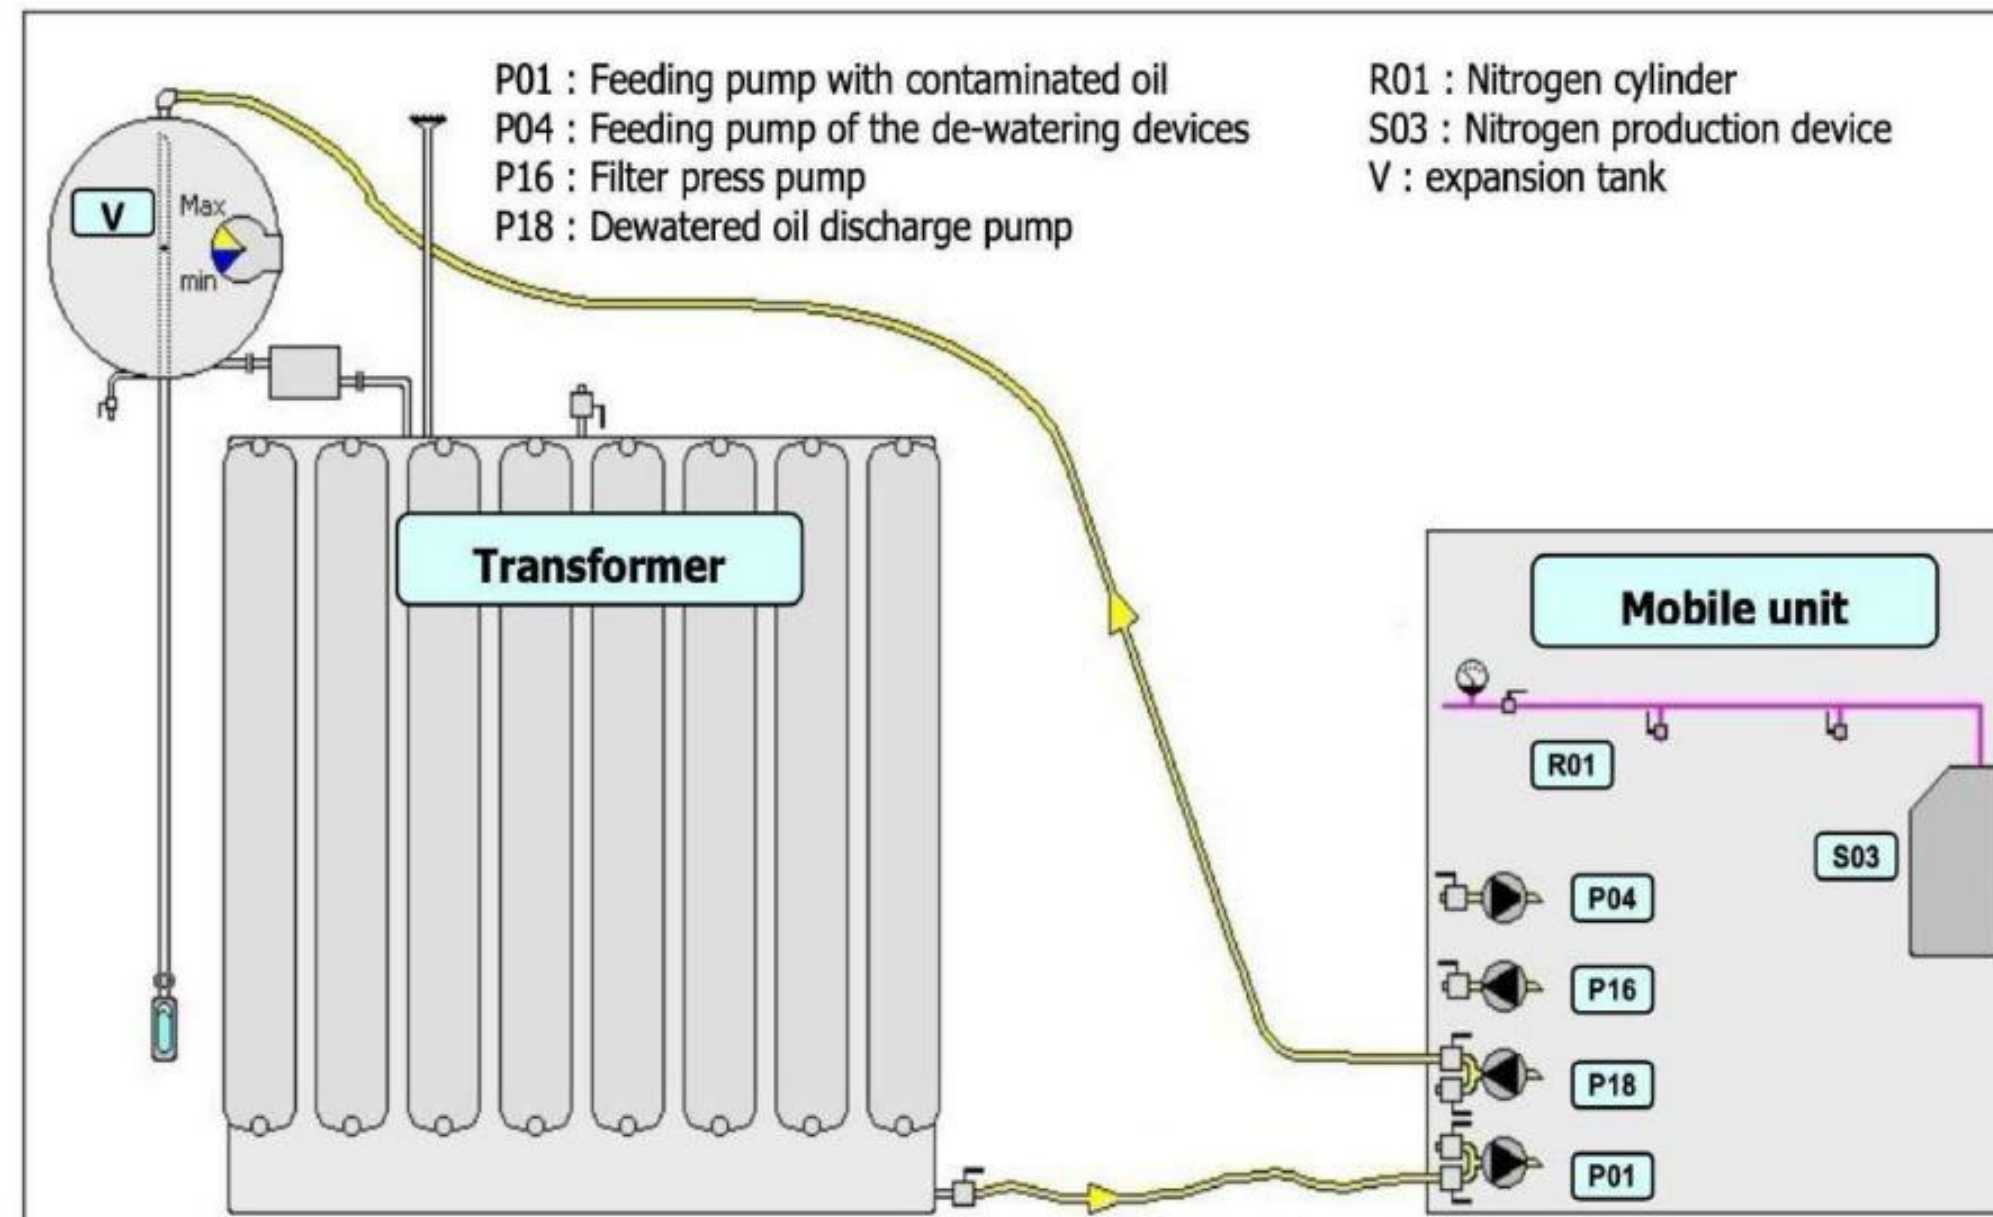 P01 : Feeding pump with contaminated oil
P04 : Feeding pump of the de-watering devices
P16 : Filter press pump
P18 : Dewatered oil discharge pump
R01 : Nitrogen cylinder
S03 : Nitrogen production device
V : expansion tank
V
Max
min
Transformer
Mobile unit
R01
S03
P04
P16
P18
P01